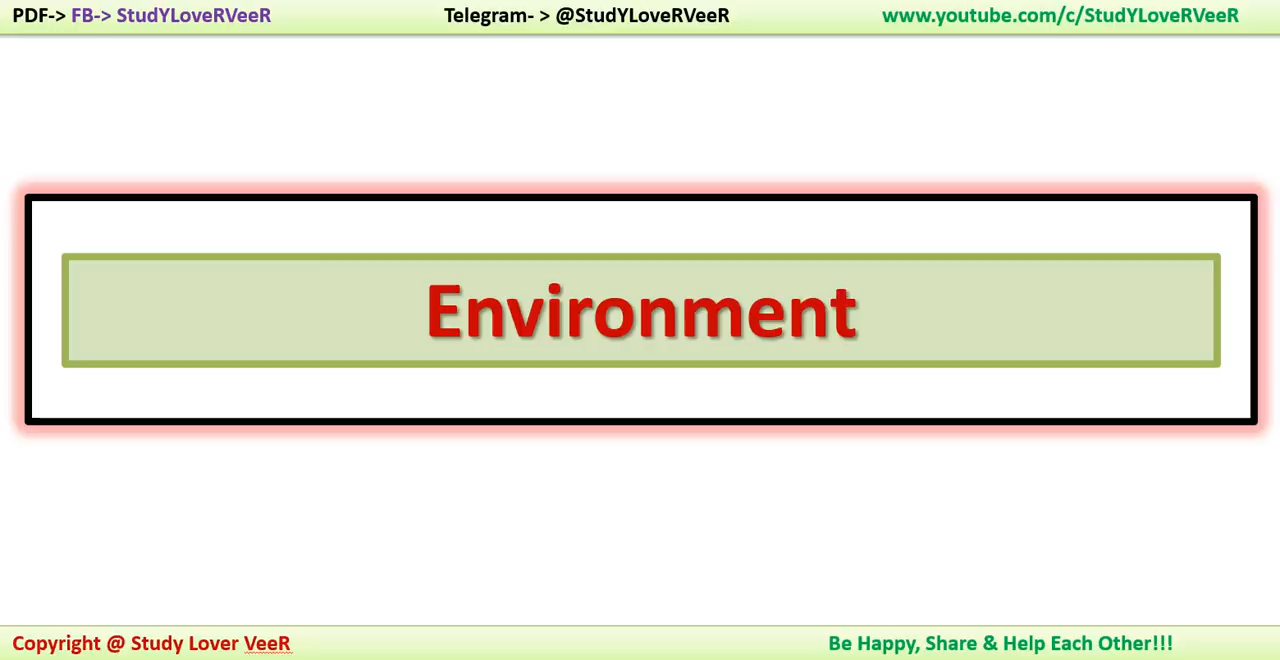 PDF-> FB-> StudYLoveRVeeR Telegram- > @StudYLoveRVeeR www.youtube.com/c/StudYLoveRVeeR
Environment
Copyright @ Study Lover VeeR Be Happy, Share & Help Each Other!!!